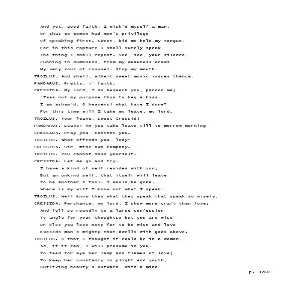 And yet, good faith, I wish'd myself a man,
Or that we women had men's privilege
Of speaking first. Sweet, bid me hold my tongue,
For in this rapture I shall surely speak
The thing I shall repent. See, see, your silence,
Cunning in dumbness, from my weakness draws
My very soul of counsel. Stop my mouth.
TROILUS. And shall, albeit sweet music issues thence.
PANDARUS. Pretty, i' faith.
CRESSIDA. My lord, I do beseech you, pardon me;
'Twas not my purpose thus to beg a kiss.
I am asham'd. O heavens! what have I done?
For this time will I take my leave, my lord.
TROILUS. Your leave, sweet Cressid!
PANDARUS. Leave! An you take leave till to-morrow morning-
CRESSIDA. Pray you, content you.
TROILUS. What offends you, lady?
CRESSIDA. Sir, mine own company.
TROILUS. You cannot shun yourself.
CRESSIDA. Let me go and try.
I have a kind of self resides with you;
But an unkind self, that itself will leave
To be another's fool. I would be gone.
Where is my wit? I know not what I speak.
TROILUS. Well know they what they speak that speak so wisely.
CRESSIDA. Perchance, my lord, I show more craft than love;
And fell so roundly to a large confession
To angle for your thoughts; but you are wise-
Or else you love not; for to be wise and love
Exceeds man's might; that dwells with gods above.
TROILUS. O that I thought it could be in a woman-
As, if it can, I will presume in you-
To feed for aye her lamp and flames of love;
To keep her constancy in plight and youth,
Outliving beauty's outward, with a mind